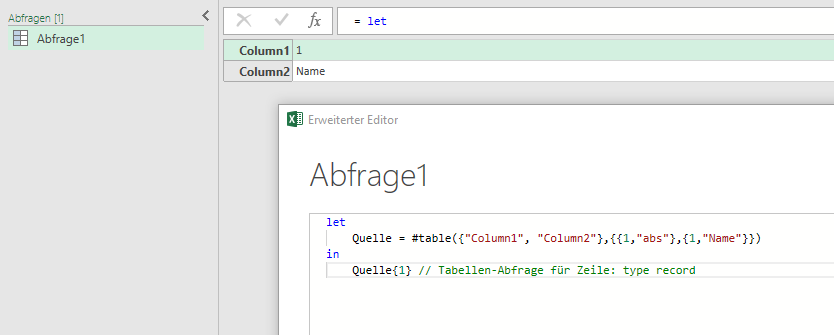 Abfragen [1]
Abfrage1
fx = let
Column1 1
Column2 Name
Erweiterter Editor
Abfrage1
let
Quelle = #table({"Column1", "Column2"},{{1,"abs"},{1,"Name"}})
in
Quelle{1} // Tabellen-Abfrage für Zeile: type record